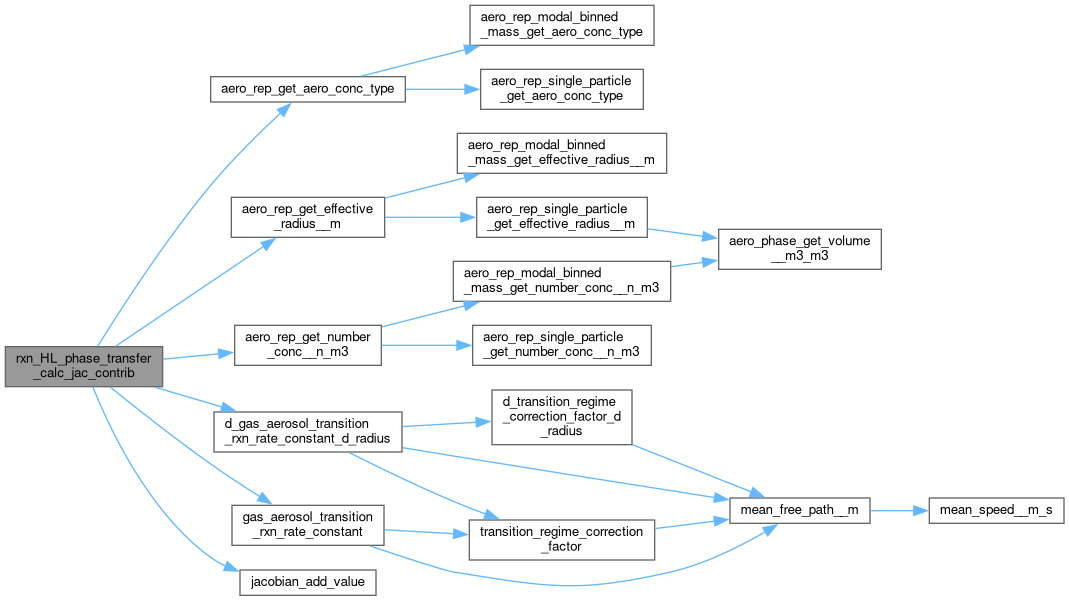 rxn_HL_phase_transfer
_calc_jac_contrib
aero_rep_get_aero_conc_type
aero_rep_modal_binned
_mass_get_aero_conc_type
aero_rep_single_particle
_get_aero_conc_type
aero_rep_get_effective
_radius__m
aero_rep_modal_binned
_mass_get_effective_radius__m
aero_rep_single_particle
_get_effective_radius__m
aero_phase_get_volume
__m3_m3
aero_rep_get_number
_conc__n_m3
aero_rep_modal_binned
_mass_get_number_conc__n_m3
aero_rep_single_particle
_get_number_conc__n_m3
d_gas_aerosol_transition
_rxn_rate_constant_d_radius
d_transition_regime
_correction_factor_d
_radius
mean_free_path__m
mean_speed__m_s
transition_regime_correction
_factor
gas_aerosol_transition
_rxn_rate_constant
jacobian_add_value